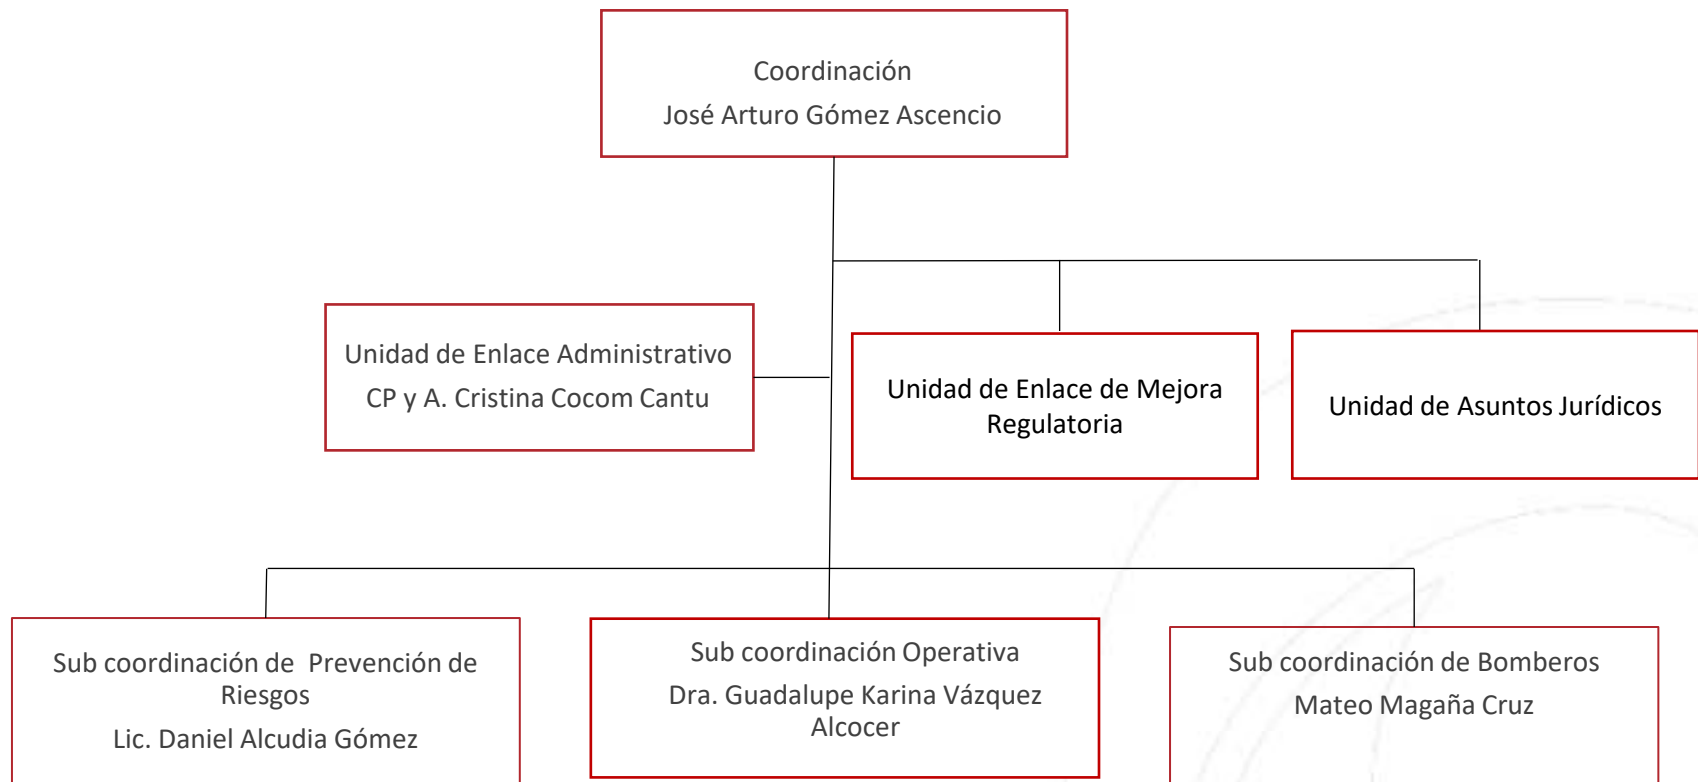 Coordinación
José Arturo Gómez Ascencio
Unidad de Enlace Administrativo
CP y A. Cristina Cocom Cantu
Unidad de Enlace de Mejora
Regulatoria
Unidad de Asuntos Jurídicos
Sub coordinación de  Prevención de
Riesgos
Lic. Daniel Alcudia Gómez
Sub coordinación Operativa
Dra. Guadalupe Karina Vázquez
Alcocer
Sub coordinación de Bomberos
Mateo Magaña Cruz